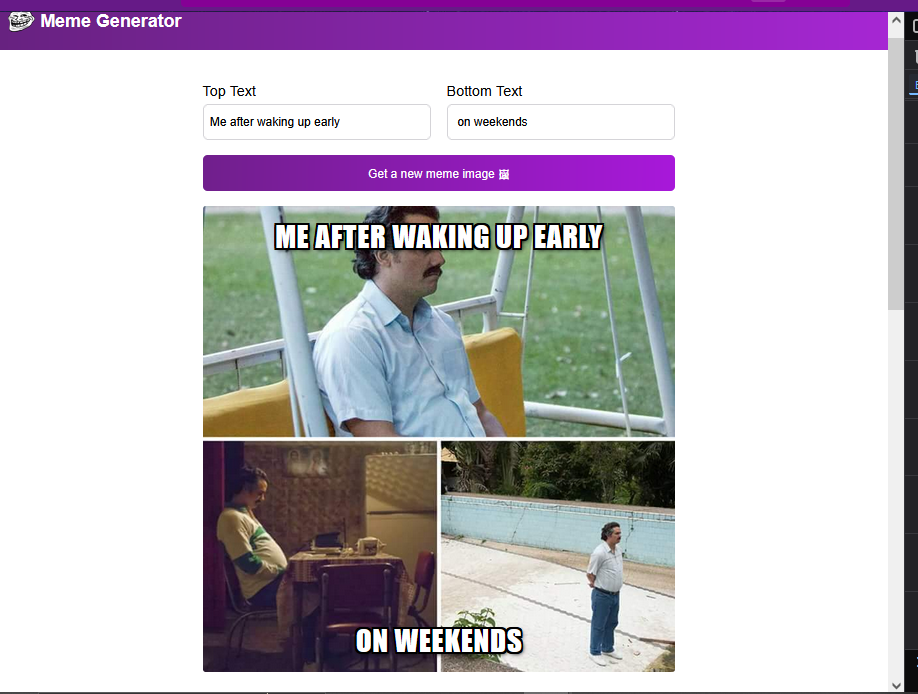 Meme Generator
Top Text
Bottom Text
Me after waking up early
on weekends
Get a new meme image 🖼
ME AFTER WAKING UP EARLY
ON WEEKENDS